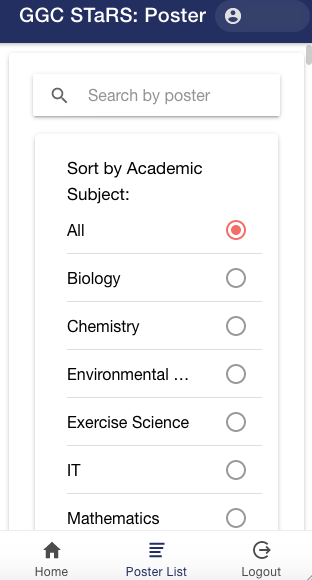 GGC STaRS: Poster
Search by poster
Sort by Academic
Subject:
All
Biology
Chemistry
Environmental ...
Exercise Science
IT
Mathematics
Home
Poster List
Logout